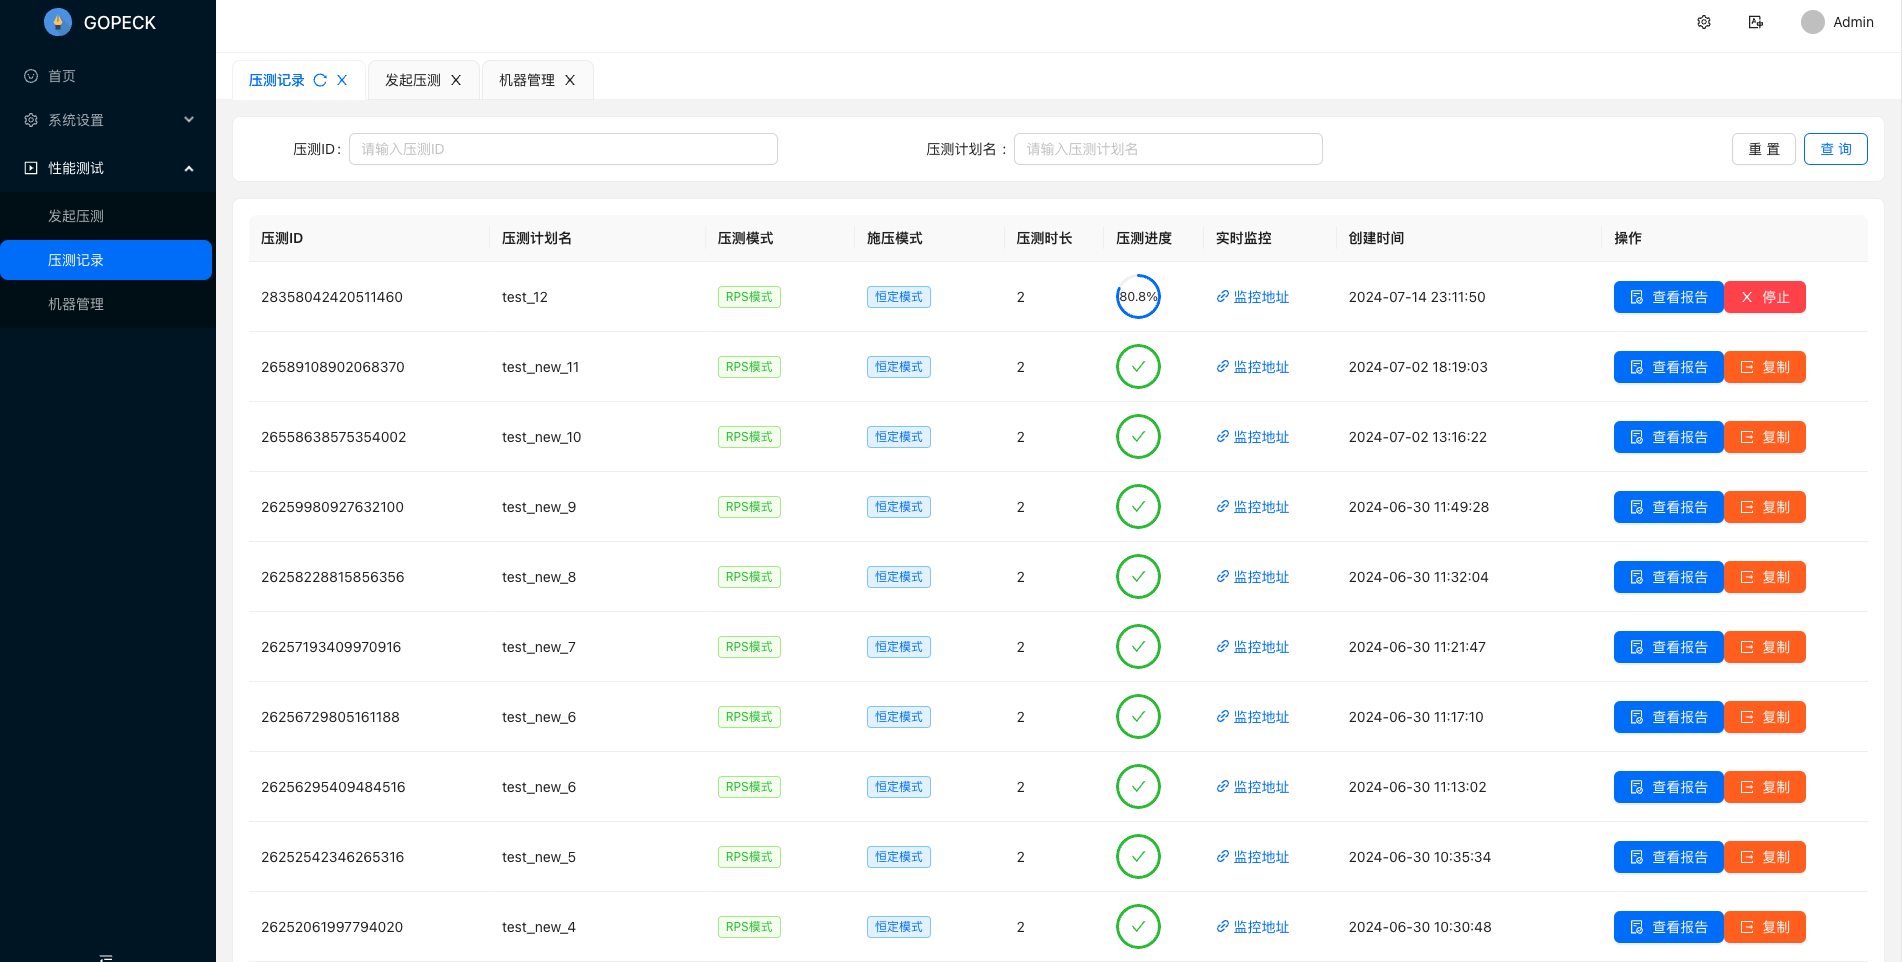 GOPECK
Admin
首页
系统设置
性能测试
发起压测
压测记录
机器管理
压测记录 发起压测 机器管理
压测ID: 请输入压测ID 压测计划名: 请输入压测计划名 重 置 查 询
压测ID 压测计划名 压测模式 施压模式 压测时长 压测进度 实时监控 创建时间 操作
28358042420511460 test_12 RPS模式 恒定模式 2 80.8% 监控地址 2024-07-14 23:11:50 查看报告 停止
26589108902068370 test_new_11 RPS模式 恒定模式 2 监控地址 2024-07-02 18:19:03 查看报告 复制
26558638575354002 test_new_10 RPS模式 恒定模式 2 监控地址 2024-07-02 13:16:22 查看报告 复制
26259980927632100 test_new_9 RPS模式 恒定模式 2 监控地址 2024-06-30 11:49:28 查看报告 复制
26258228815856356 test_new_8 RPS模式 恒定模式 2 监控地址 2024-06-30 11:32:04 查看报告 复制
26257193409970916 test_new_7 RPS模式 恒定模式 2 监控地址 2024-06-30 11:21:47 查看报告 复制
26256729805161188 test_new_6 RPS模式 恒定模式 2 监控地址 2024-06-30 11:17:10 查看报告 复制
26256295409484516 test_new_6 RPS模式 恒定模式 2 监控地址 2024-06-30 11:13:02 查看报告 复制
26252542346265316 test_new_5 RPS模式 恒定模式 2 监控地址 2024-06-30 10:35:34 查看报告 复制
26252061997794020 test_new_4 RPS模式 恒定模式 2 监控地址 2024-06-30 10:30:48 查看报告 复制